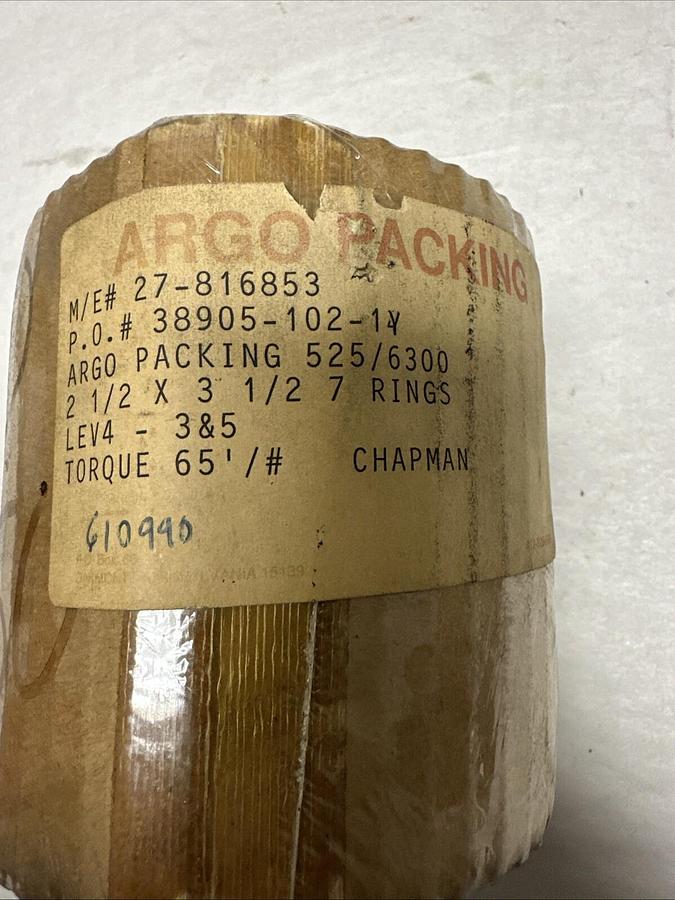 ARGO PACKING
M/E# 27-816853
P.O.# 38905-102-1Y
ARGO PACKING 525/6300
2 1/2 X 3 1/2 7 RINGS
LEV4 - 3&5
TORQUE 65'/# CHAPMAN
610990